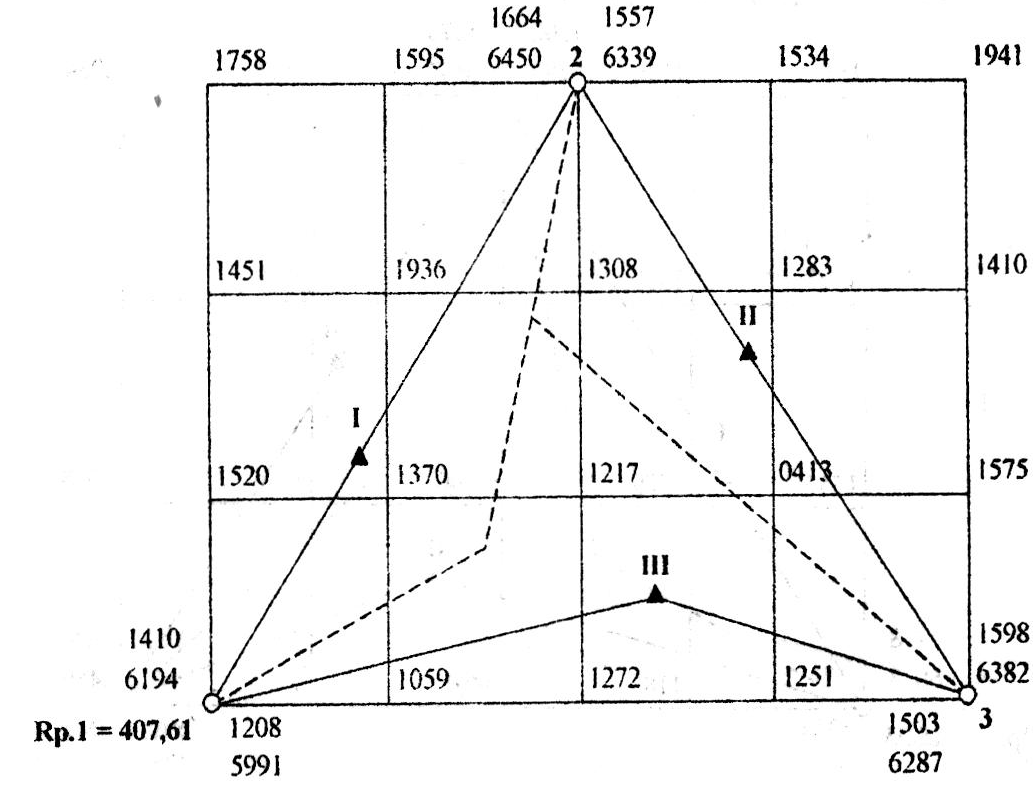 1664 1557
1758 1595 6450 2 6339 1534 1941
1451 1936 1308 1283 1410
II
I
1520 1370 1217 0413 1575
III
1410 1598
6194 1059 1272 1251 6382
Rp.1 = 407,61 1208 1503 3
5991 6287